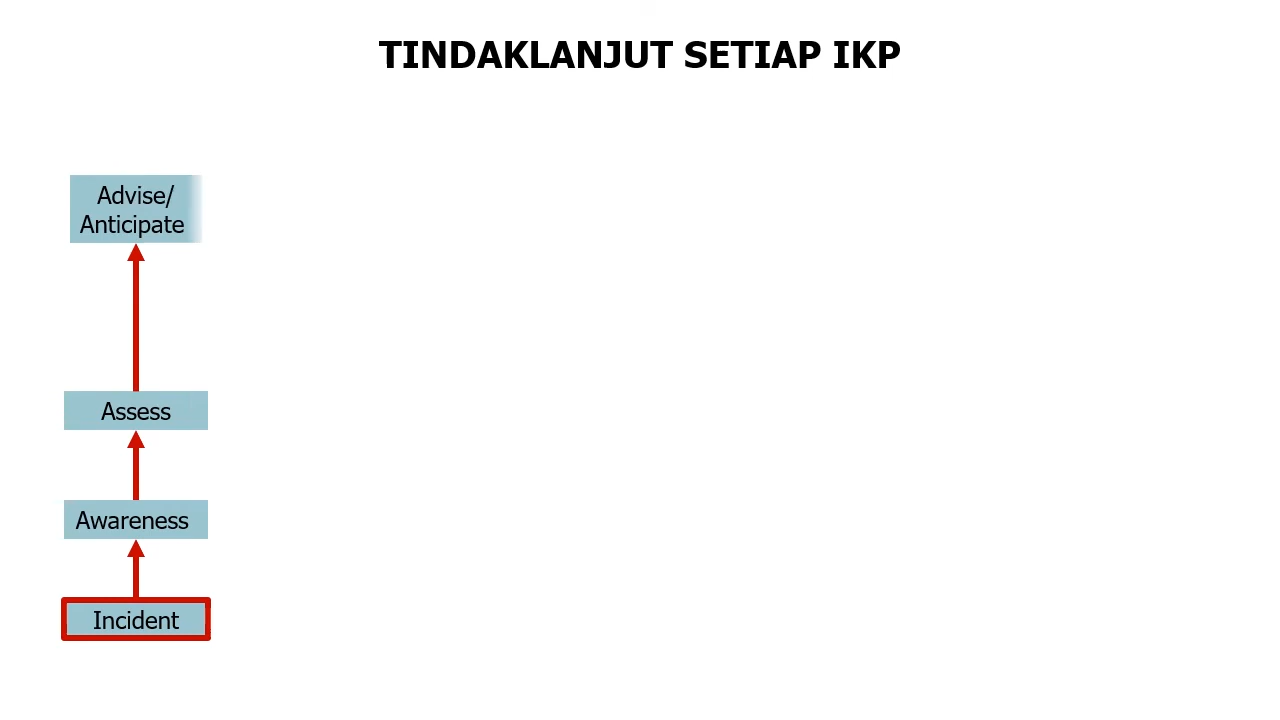 TINDAKLANJUT SETIAP IKP
Advise/
Anticipate
Assess
Awareness
Incident